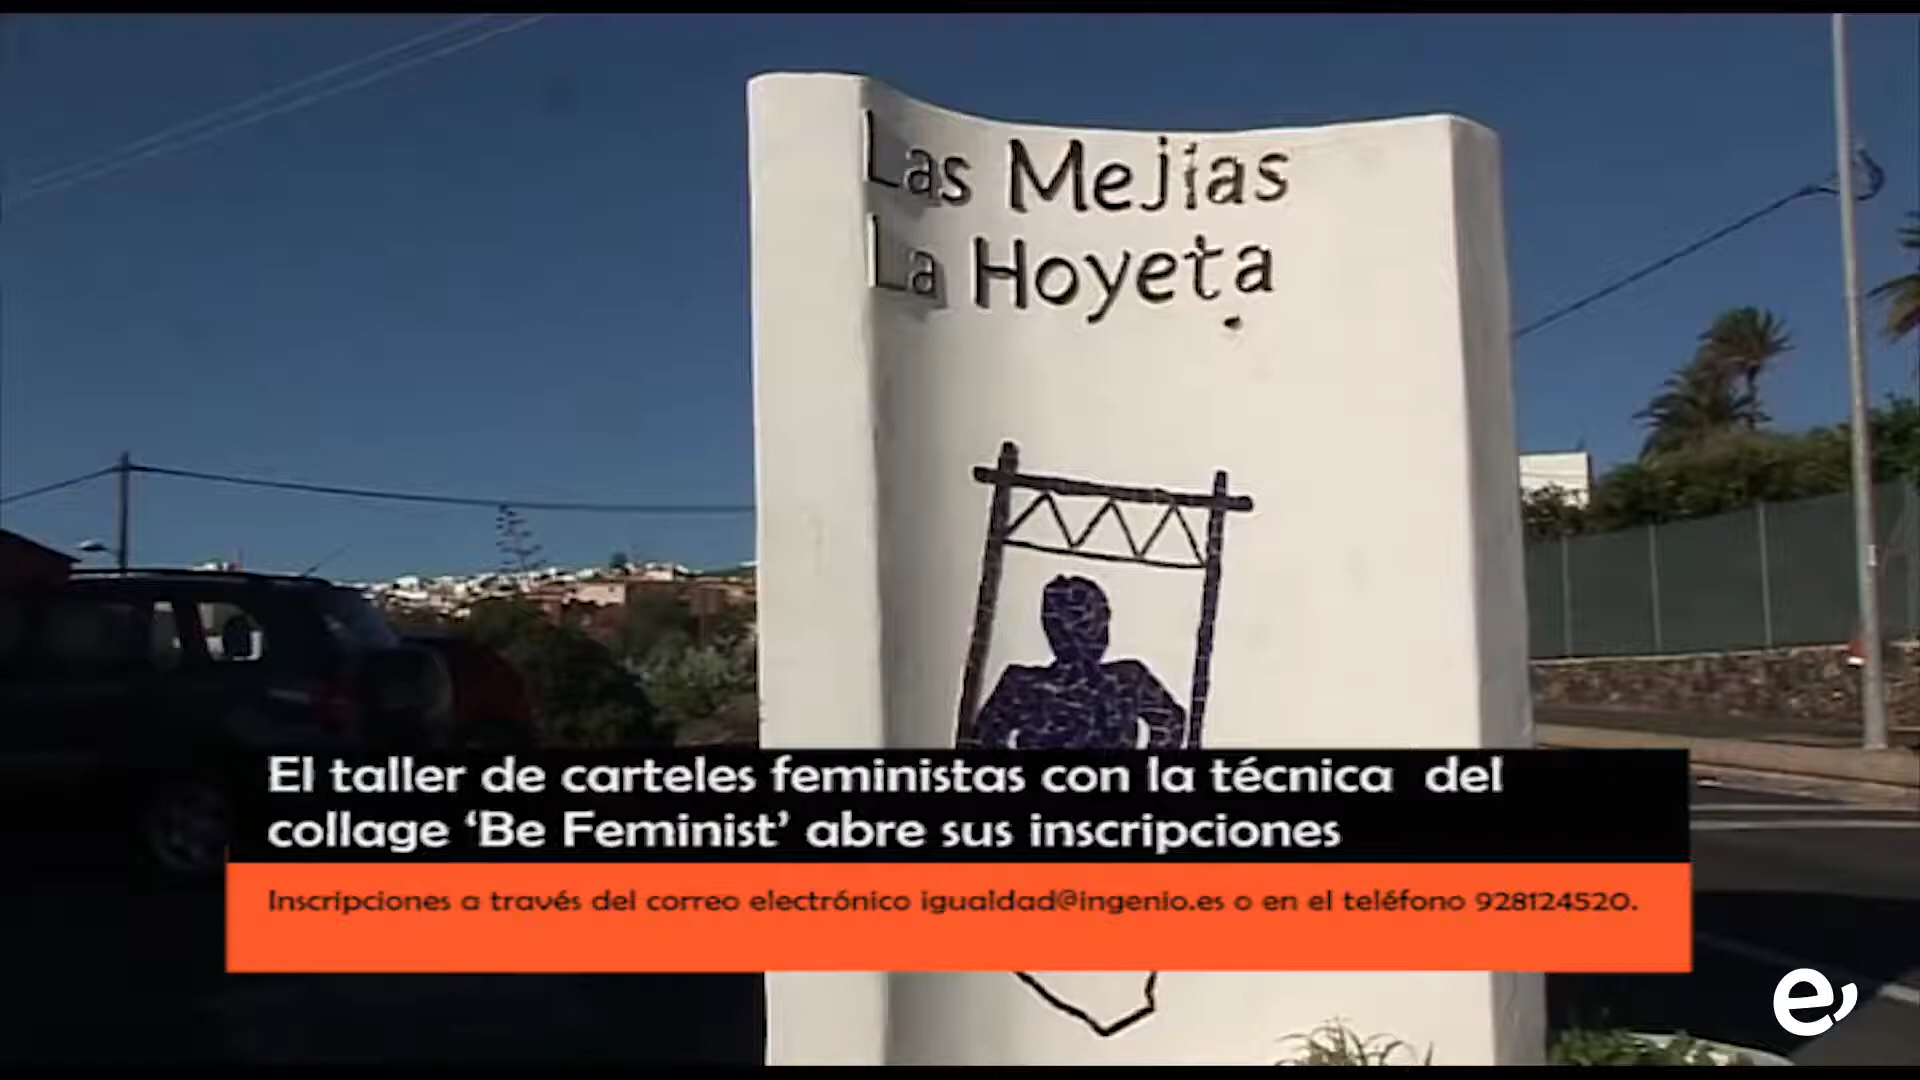 Las Mejías
La Hoyeta
El taller de carteles feministas con la técnica del
collage ‘Be Feminist’ abre sus inscripciones
Inscripciones a través del correo electrónico igualdad@ingenio.es o en el teléfono 928124520.
e